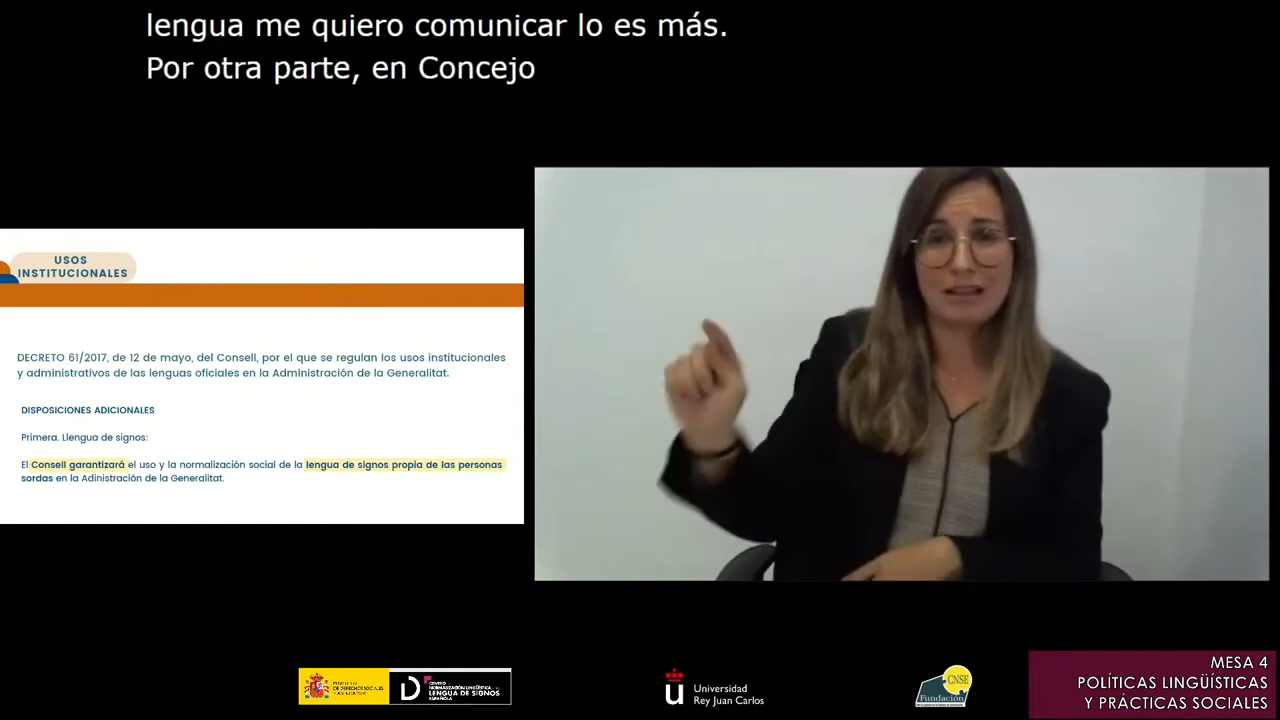 lengua me quiero comunicar lo es más.
Por otra parte, en Concejo
USOS
INSTITUCIONALES
DECRETO 61/2017, de 12 de mayo, del Consell, por el que se regulan los usos institucionales
y administrativos de las lenguas oficiales en la Administración de la Generalitat.
DISPOSICIONES ADICIONALES
Primera. Llengua de signos:
El Consell garantizará el uso y la normalización social de la lengua de signos propia de las personas
sordas en la Adinistración de la Generalitat.
LENGUA DE SIGNOS
ESPAÑOLA
Universidad
Rey Juan Carlos
CNSE
Fundación
MESA 4
POLÍTICAS LINGÜÍSTICAS
Y PRÁCTICAS SOCIALES